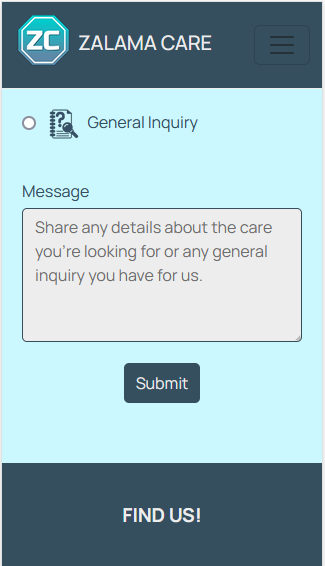 ZC ZALAMA CARE
General Inquiry
Message
Share any details about the care
you're looking for or any general
inquiry you have for us.
Submit
FIND US!